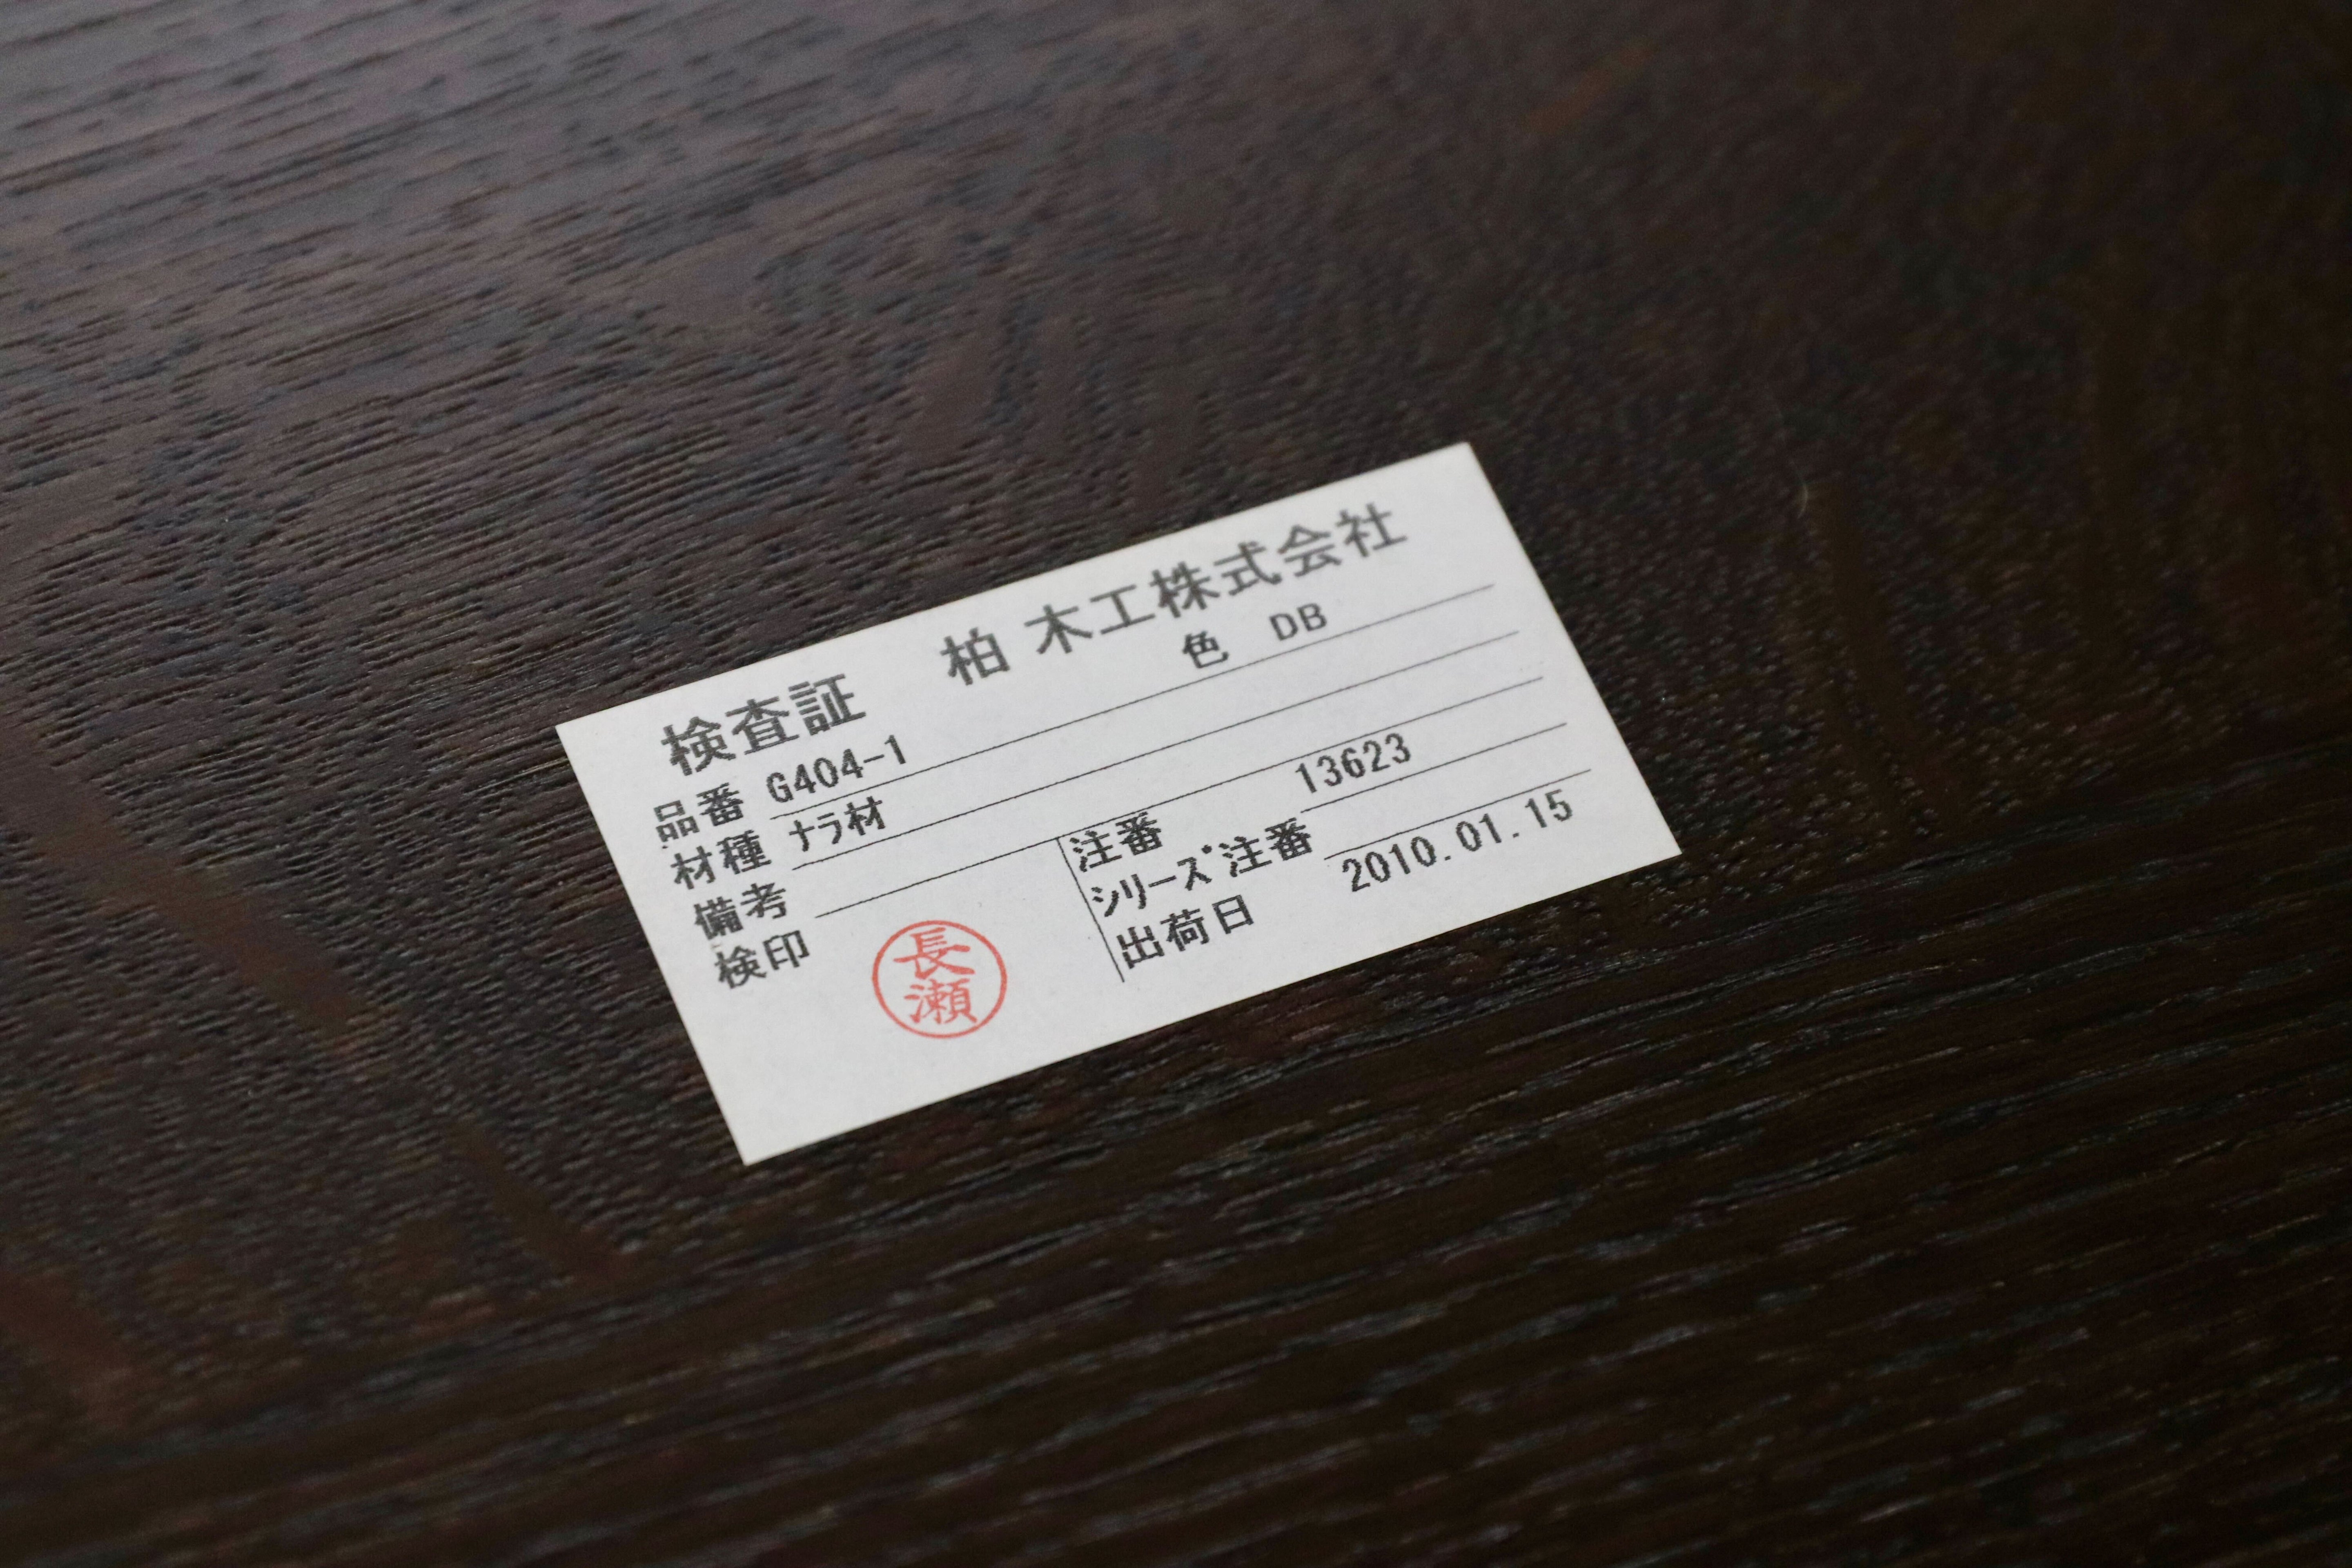 検査証 柏木工株式会社
品番 G404-1 色 DB
材種 ﾅﾗ材
備考
検印 長瀬
注番 13623
ｼﾘｰｽﾞ注番
出荷日 2010.01.15